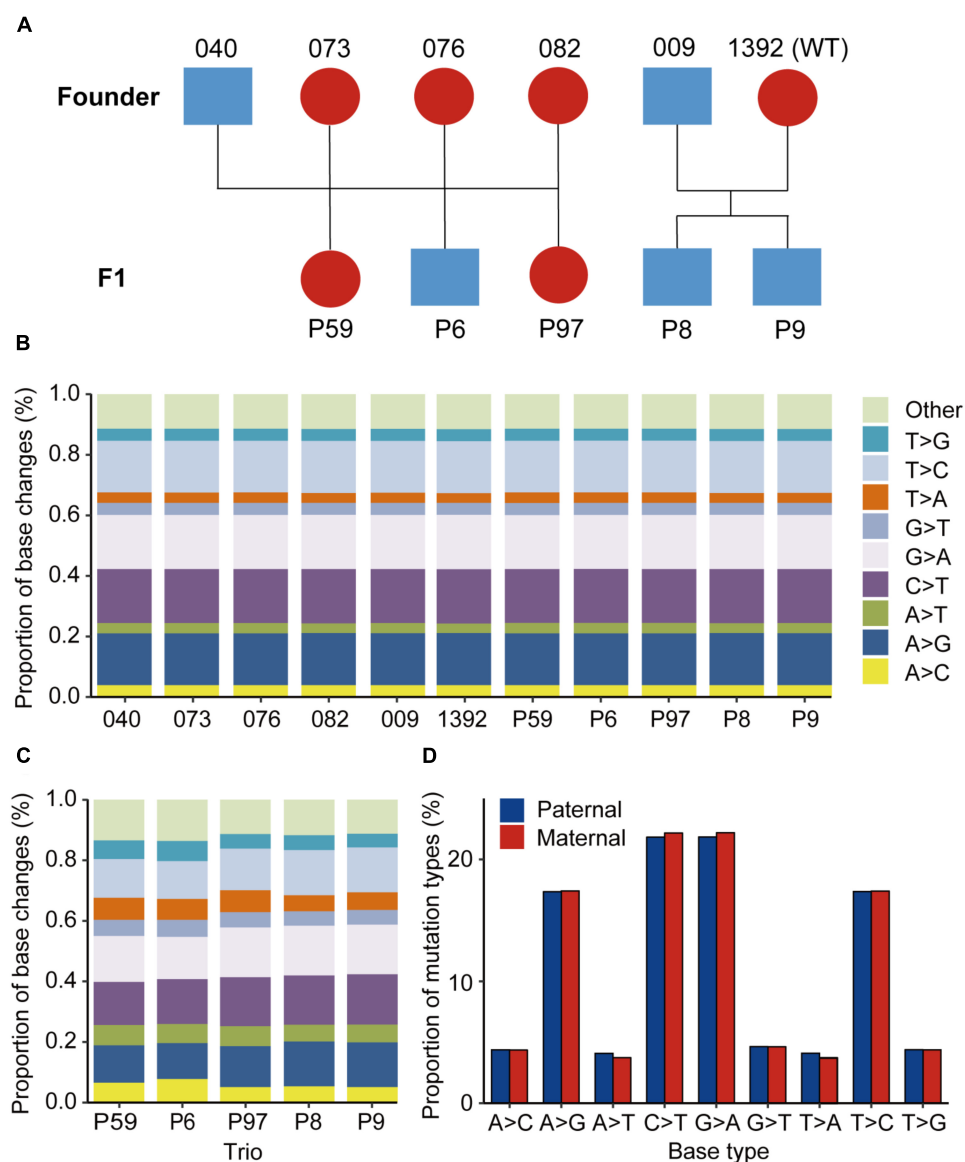 A
040 073 076 082 009 1392 (WT)
Founder
F1
P59 P6 P97 P8 P9
B
Proportion of base changes (%)
1.0
0.8
0.6
0.4
0.2
0.0
040 073 076 082 009 1392 P59 P6 P97 P8 P9
Other
T>G
T>C
T>A
G>T
G>A
C>T
A>T
A>G
A>C
C
Proportion of base changes (%)
1.0
0.8
0.6
0.4
0.2
0.0
P59 P6 P97 P8 P9
Trio
D
Proportion of mutation types (%)
Paternal
Maternal
20
10
0
A>C A>G A>T C>T G>A G>T T>A T>C T>G
Base type